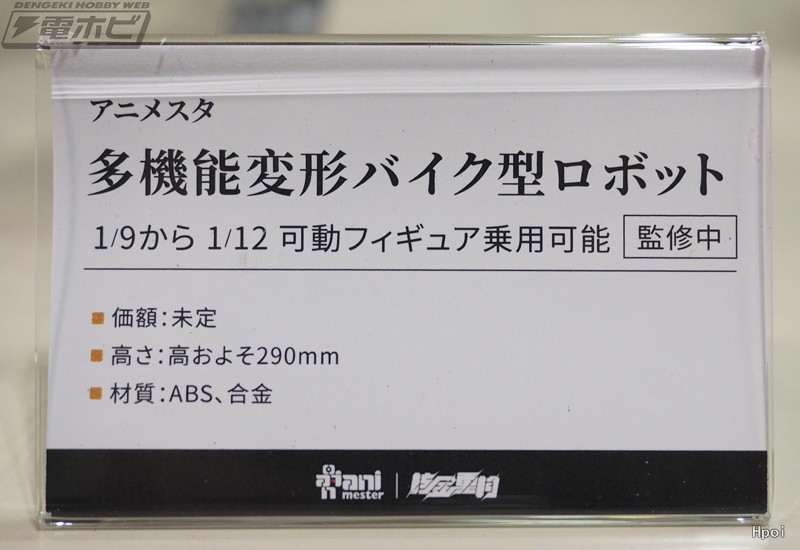 DENGEKI HOBBY WEB
電ホビ
アニメスタ
多機能変形バイク型ロボット
1/9から 1/12 可動フィギュア乗用可能 監修中
価額：未定
高さ：高およそ290mm
材質：ABS、合金
ani
mester
Hpoi